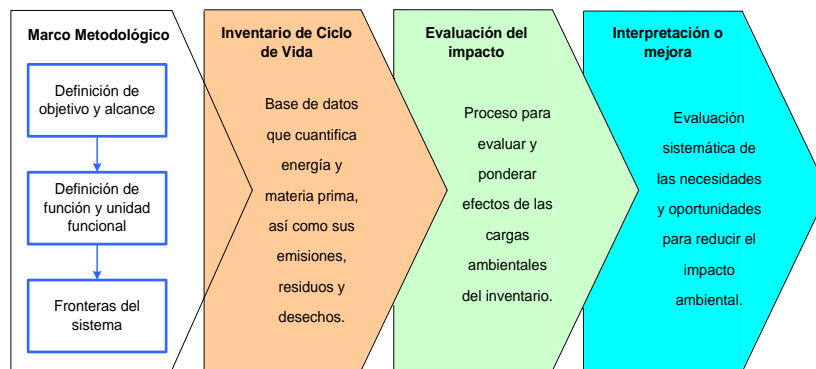 Marco Metodológico
Definición de
objetivo y alcance
Definición de
función y unidad
funcional
Fronteras del
sistema
Inventario de Ciclo
de Vida
Base de datos
que cuantifica
energía y
materia prima,
así como sus
emisiones,
residuos y
desechos.
Evaluación del
impacto
Proceso para
evaluar y
ponderar
efectos de las
cargas
ambientales
del inventario.
Interpretación o
mejora
Evaluación
sistemática de
las necesidades
y oportunidades
para reducir el
impacto
ambiental.